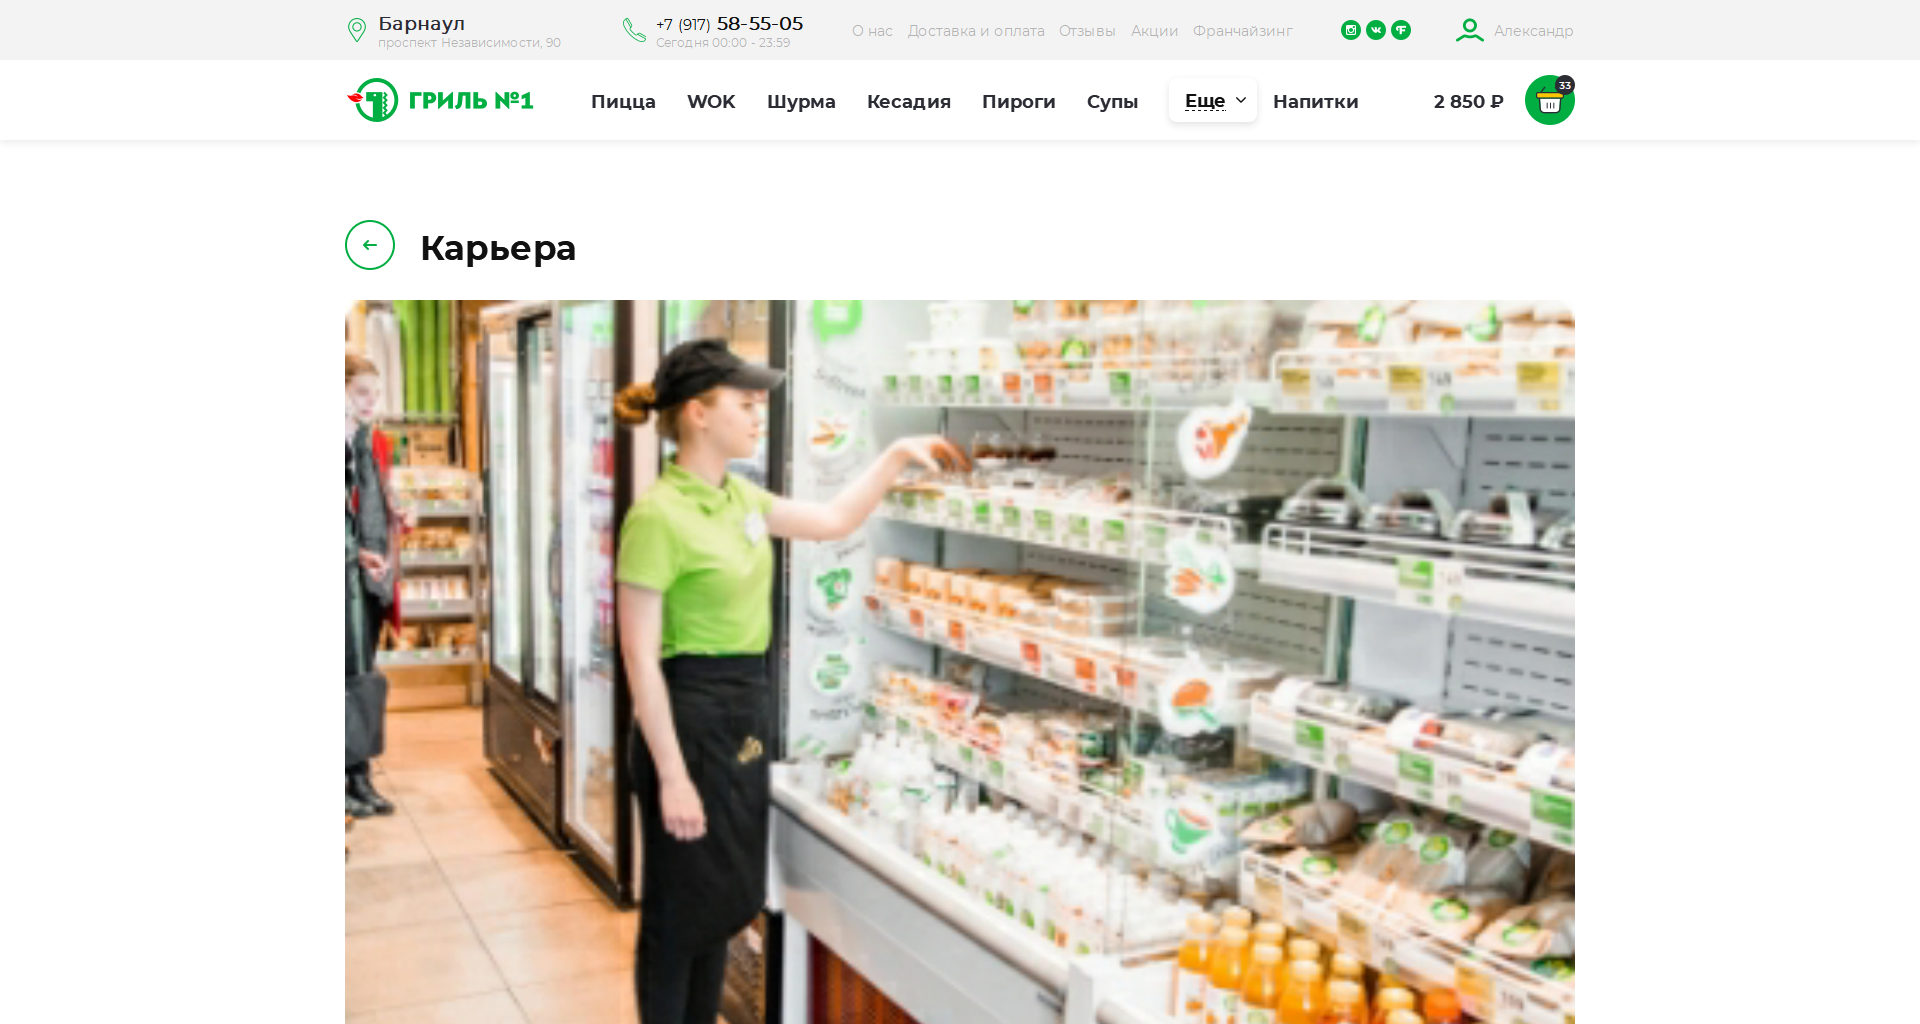 Барнаул
проспект Независимости, 90
+7 (917) 58-55-05
Сегодня 00:00 - 23:59
О нас
Доставка и оплата
Отзывы
Акции
Франчайзинг
Александр
ГРИЛЬ №1
Пицца
WOK
Шурма
Кесадия
Пироги
Супы
Еще
Напитки
2 850 ₽
33
Карьера